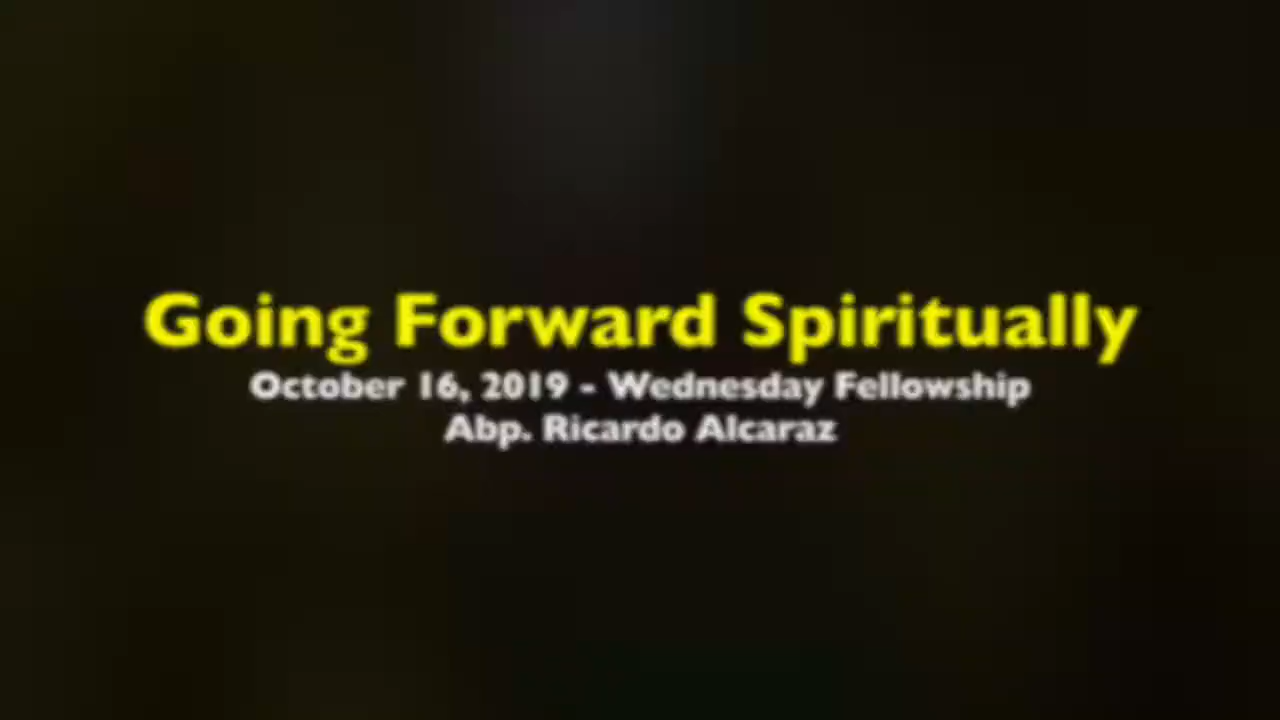 Going Forward Spiritually
October 16, 2019 - Wednesday Fellowship
Abp. Ricardo Alcaraz